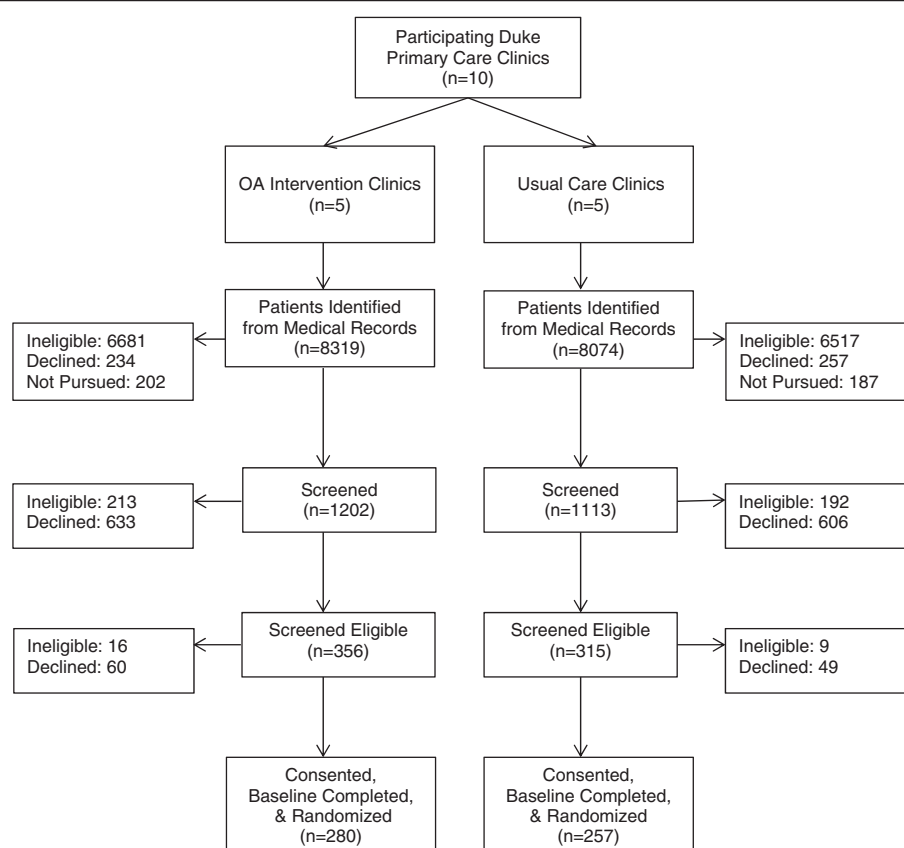 Participating Duke
Primary Care Clinics
(n=10)
OA Intervention Clinics
(n=5)
Usual Care Clinics
(n=5)
Patients Identified
from Medical Records
(n=8319)
Patients Identified
from Medical Records
(n=8074)
Ineligible: 6681
Declined: 234
Not Pursued: 202
Ineligible: 6517
Declined: 257
Not Pursued: 187
Screened
(n=1202)
Screened
(n=1113)
Ineligible: 213
Declined: 633
Ineligible: 192
Declined: 606
Screened Eligible
(n=356)
Screened Eligible
(n=315)
Ineligible: 16
Declined: 60
Ineligible: 9
Declined: 49
Consented,
Baseline Completed,
& Randomized
(n=280)
Consented,
Baseline Completed,
& Randomized
(n=257)